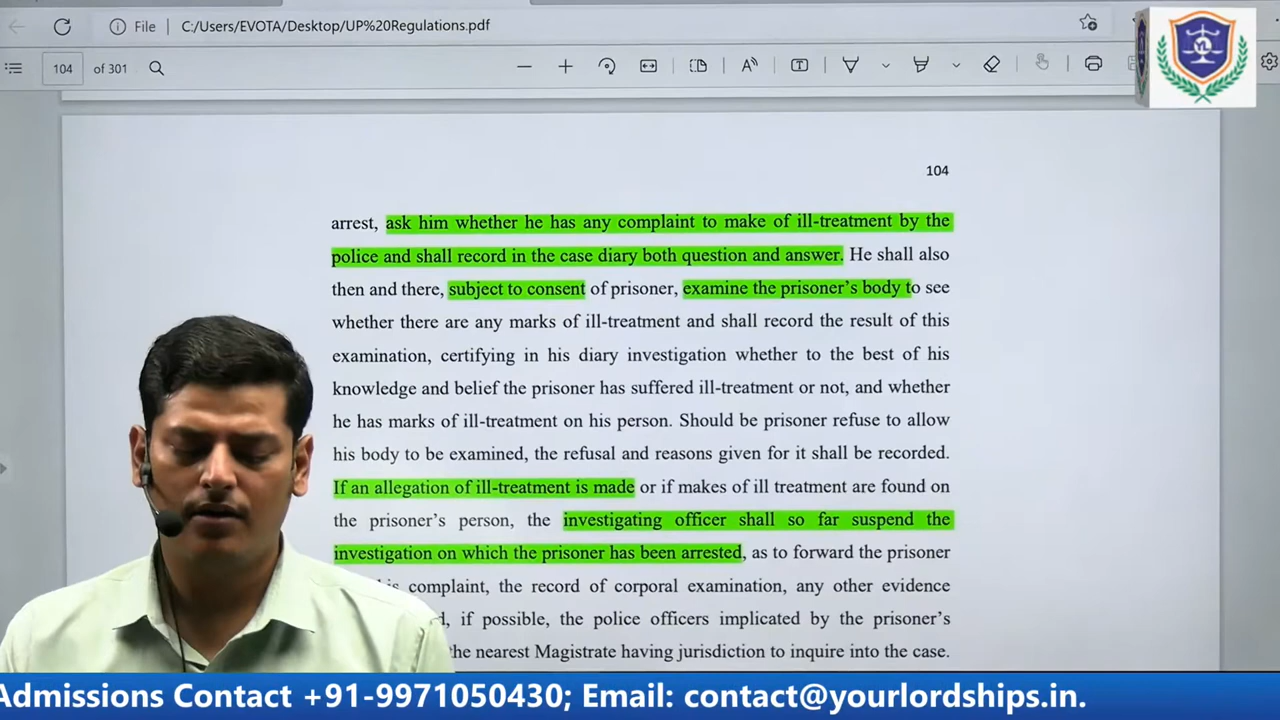 File C:/Users/EVOTA/Desktop/UP%20Regulations.pdf
104 of 301
104
arrest, ask him whether he has any complaint to make of ill-treatment by the
police and shall record in the case diary both question and answer. He shall also
then and there, subject to consent of prisoner, examine the prisoner's body to see
whether there are any marks of ill-treatment and shall record the result of this
examination, certifying in his diary investigation whether to the best of his
knowledge and belief the prisoner has suffered ill-treatment or not, and whether
he has marks of ill-treatment on his person. Should be prisoner refuse to allow
his body to be examined, the refusal and reasons given for it shall be recorded.
If an allegation of ill-treatment is made or if makes of ill treatment are found on
the prisoner's person, the investigating officer shall so far suspend the
investigation on which the prisoner has been arrested, as to forward the prisoner
complaint, the record of corporal examination, any other evidence
if possible, the police officers implicated by the prisoner's
the nearest Magistrate having jurisdiction to inquire into the case.
Admissions Contact +91-9971050430; Email: contact@yourlordships.in.